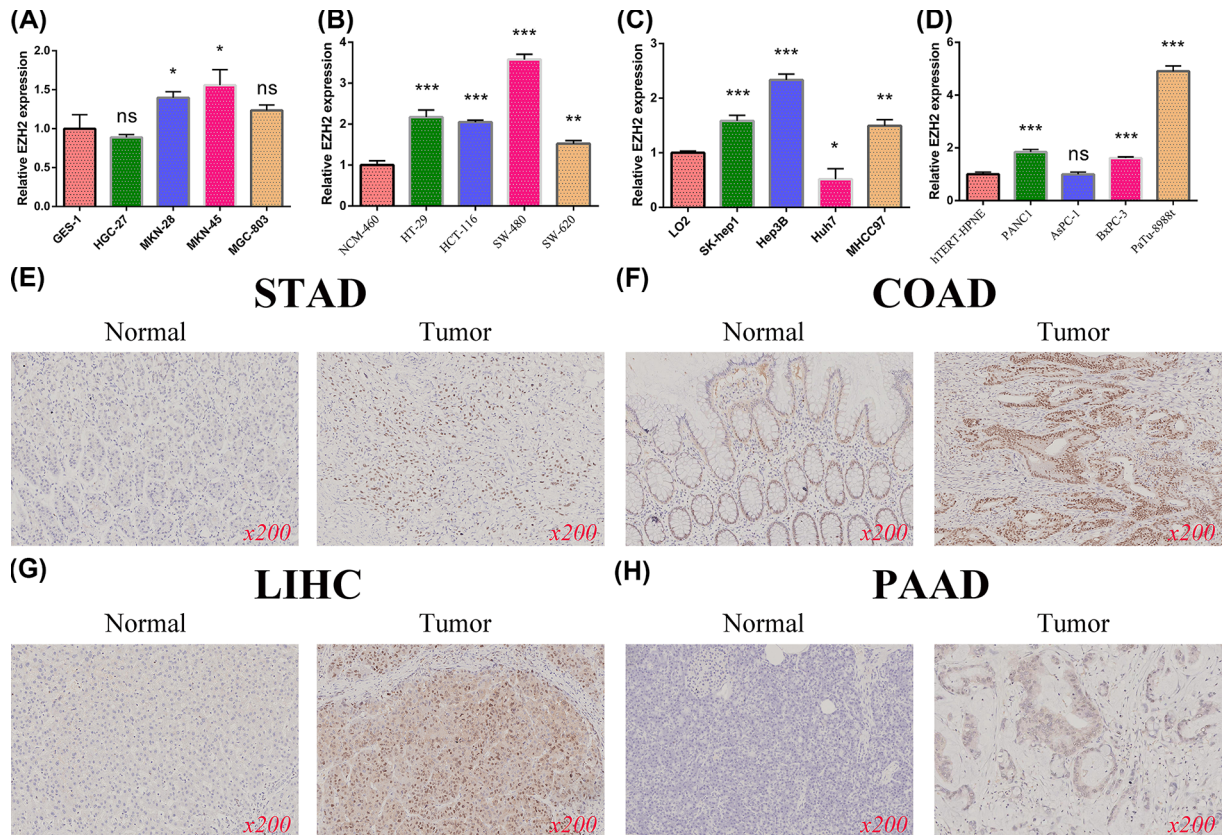 (A)
Relative EZH2 expression
2.0
1.5
1.0
0.5
0.0
ns
*
*
ns
GES-1
HGC-27
MKN-28
MKN-45
MGC-803
(B)
Relative EZH2 expression
4
3
2
1
0
***
***
***
**
NCM-460
HT-29
HCT-116
SW-480
SW-620
(C)
Relative EZH2 expression
3
2
1
0
***
***
*
**
LO2
SK-hep1
Hep3B
Huh7
MHCC97
(D)
Relative EZH2 expression
6
4
2
0
***
ns
***
***
hTERT-HPNE
PANC1
AsPC-1
BxPC-3
PaTu-8988t
(E)
STAD
Normal
Tumor
x200
x200
(F)
COAD
Normal
Tumor
x200
x200
(G)
LIHC
Normal
Tumor
x200
x200
(H)
PAAD
Normal
Tumor
x200
x200